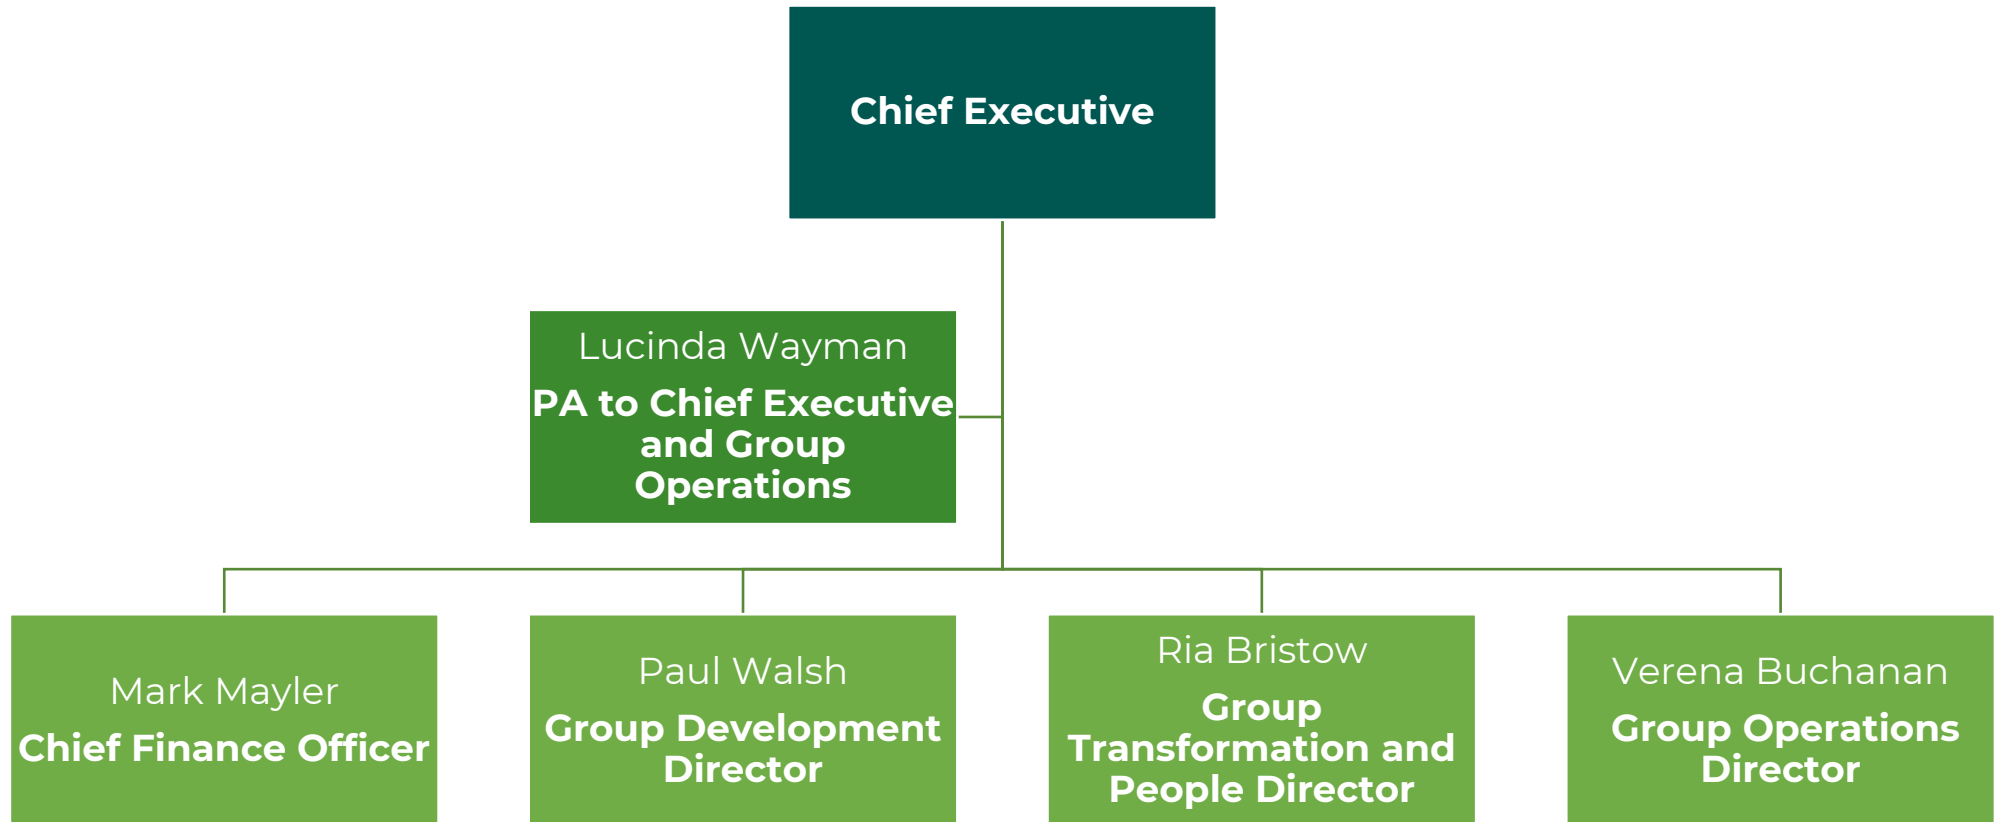 Chief Executive
Lucinda Wayman
PA to Chief Executive
and Group
Operations
Mark Mayler
Chief Finance Officer
Paul Walsh
Group Development
Director
Ria Bristow
Group
Transformation and
People Director
Verena Buchanan
Group Operations
Director